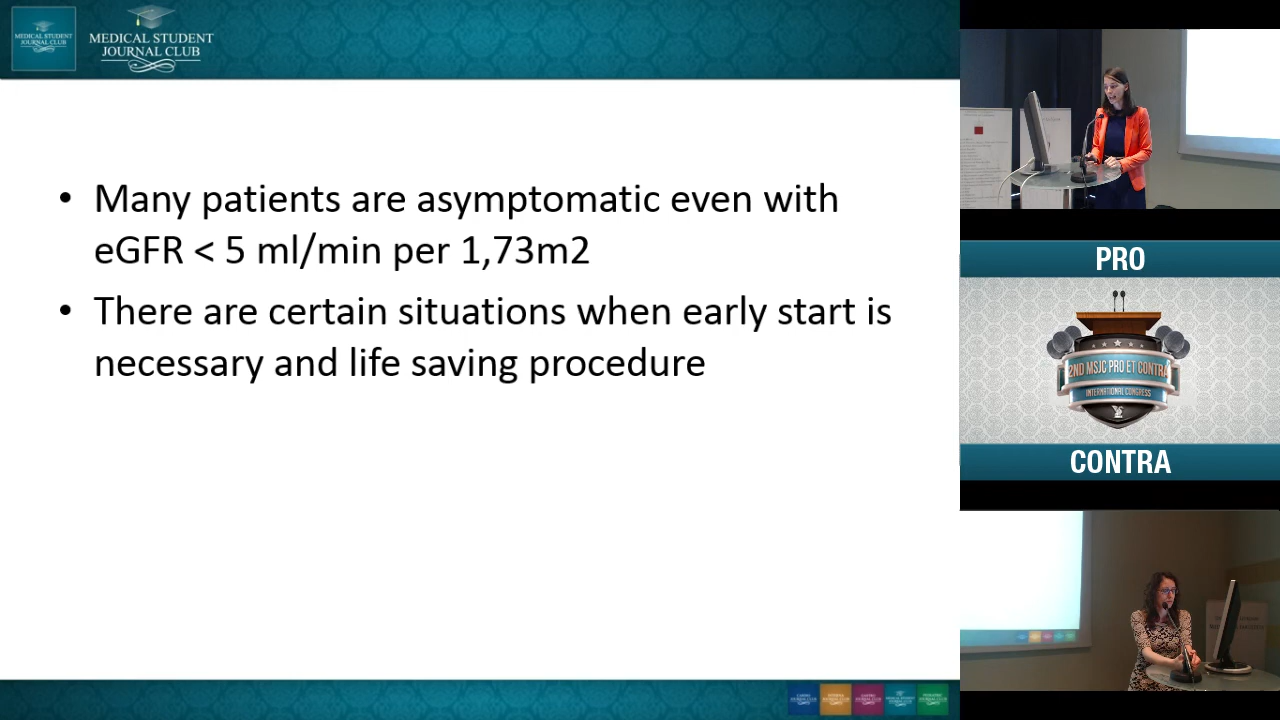 MEDICAL STUDENT
JOURNAL CLUB
MEDICAL STUDENT
JOURNAL CLUB
• Many patients are asymptomatic even with
eGFR < 5 ml/min per 1,73m2
• There are certain situations when early start is
necessary and life saving procedure
PRO
2ND MSJC PRO ET CONTRA
INTERNATIONAL CONGRESS
CONTRA